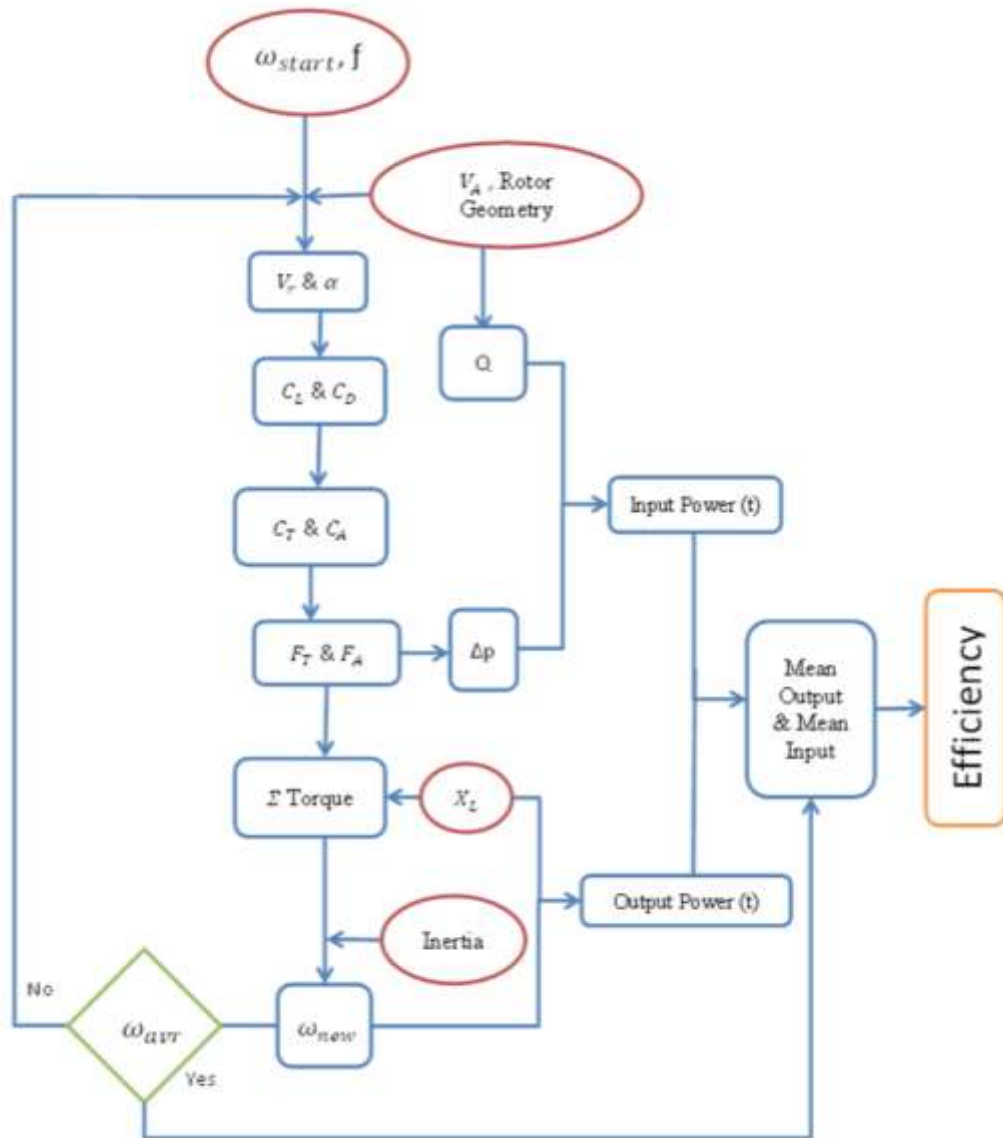 ω_start, f
V_A , Rotor
Geometry
V_r & α
Q
C_L & C_D
Input Power (t)
C_T & C_A
F_T & F_A
Δp
Mean
Output
& Mean
Input
Efficiency
Σ Torque
X_L
Output Power (t)
Inertia
No
ω_avr
ω_new
Yes